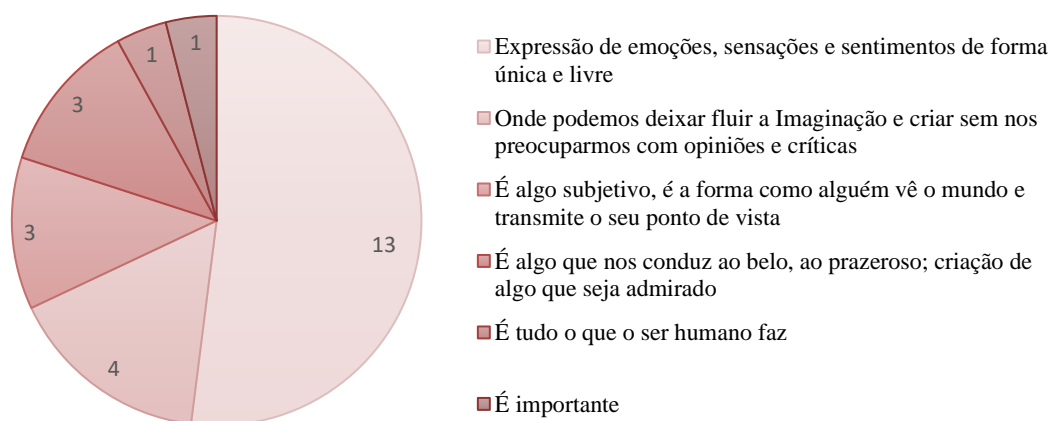 1
1
3
3
4
13
Expressão de emoções, sensações e sentimentos de forma
única e livre
Onde podemos deixar fluir a Imaginação e criar sem nos
preocuparmos com opiniões e críticas
É algo subjetivo, é a forma como alguém vê o mundo e
transmite o seu ponto de vista
É algo que nos conduz ao belo, ao prazeroso; criação de
algo que seja admirado
É tudo o que o ser humano faz
É importante